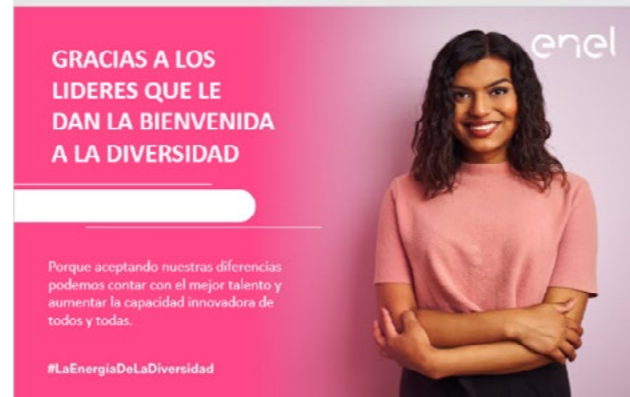 enel
GRACIAS A LOS
LIDERES QUE LE
DAN LA BIENVENIDA
A LA DIVERSIDAD
Porque aceptando nuestras diferencias
podemos contar con el mejor talento y
aumentar la capacidad innovadora de
todos y todas.
#LaEnergíaDeLaDiversidad